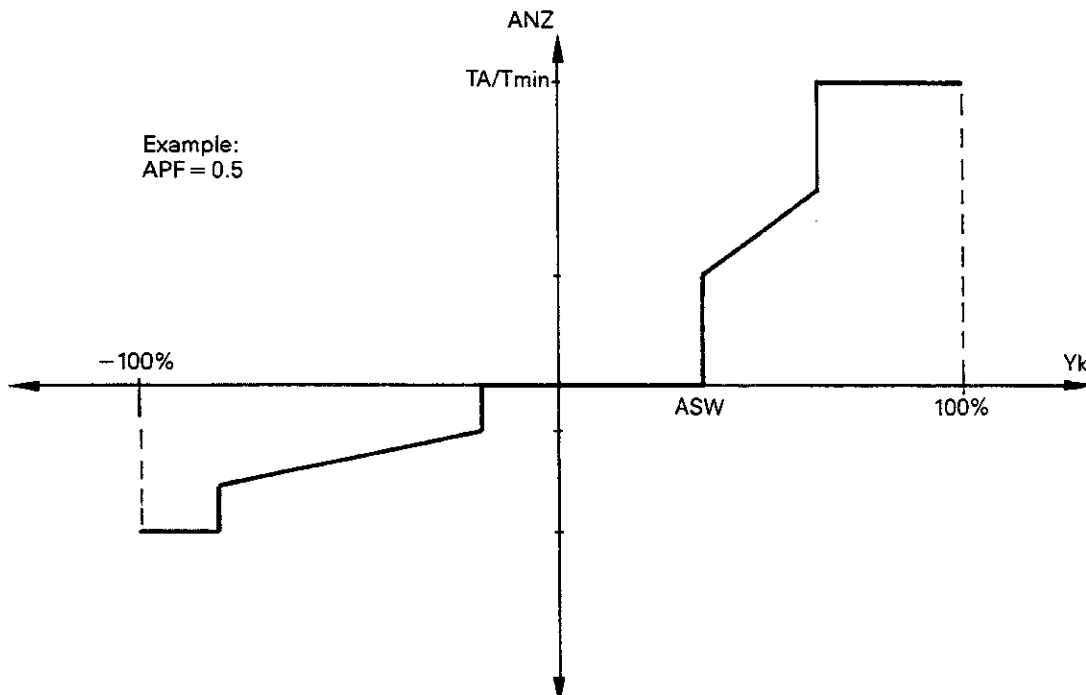 ANZ
TA/Tmin
Example:
APF = 0.5
−100%
Yk
ASW
100%